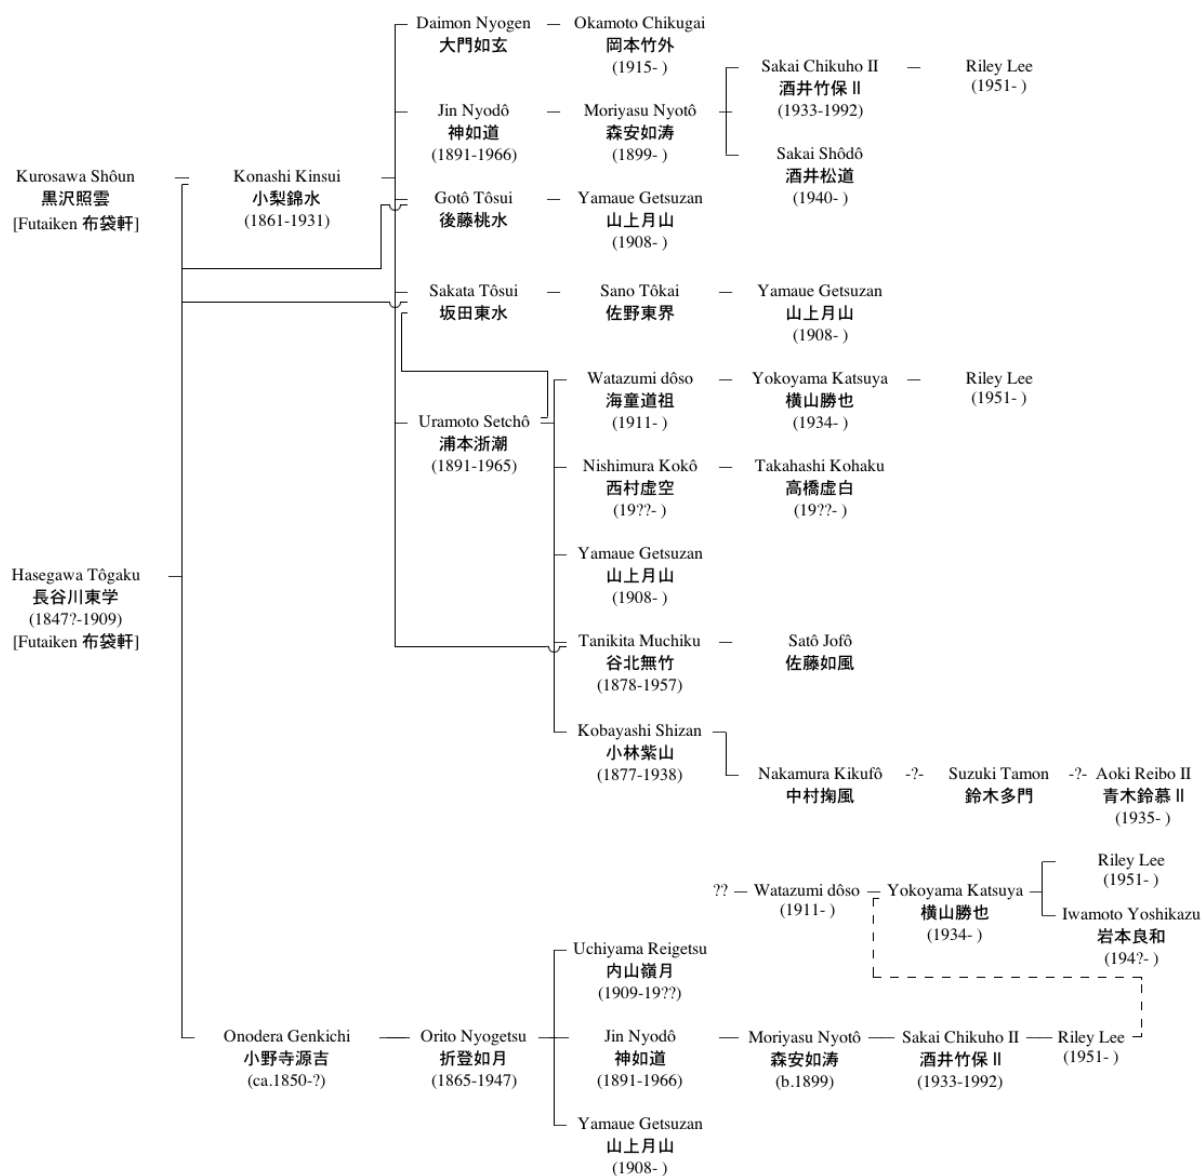 Daimon Nyogen
大門如玄
Okamoto Chikugai
岡本竹外
(1915- )
Sakai Chikuho II
酒井竹保 II
(1933-1992)
Riley Lee
(1951- )
Jin Nyodô
神如道
(1891-1966)
Moriyasu Nyotô
森安如涛
(1899- )
Sakai Shôdô
酒井松道
(1940- )
Kurosawa Shôun
黒沢照雲
[Futaiken 布袋軒]
Konashi Kinsui
小梨錦水
(1861-1931)
Gotô Tôsui
後藤桃水
Yamaue Getsuzan
山上月山
(1908- )
Sakata Tôsui
坂田東水
Sano Tôkai
佐野東界
Yamaue Getsuzan
山上月山
(1908- )
Watazumi dôso
海童道祖
(1911- )
Yokoyama Katsuya
横山勝也
(1934- )
Riley Lee
(1951- )
Uramoto Setchô
浦本浙潮
(1891-1965)
Nishimura Kokô
西村虚空
(19??- )
Takahashi Kohaku
高橋虚白
(19??- )
Yamaue Getsuzan
山上月山
(1908- )
Hasegawa Tôgaku
長谷川東学
(1847?-1909)
[Futaiken 布袋軒]
Tanikita Muchiku
谷北無竹
(1878-1957)
Satô Jofô
佐藤如風
Kobayashi Shizan
小林紫山
(1877-1938)
Nakamura Kikufô
中村掬風
-?-
Suzuki Tamon
鈴木多門
-?-
Aoki Reibo II
青木鈴慕 II
(1935- )
??
Watazumi dôso
(1911- )
Yokoyama Katsuya
横山勝也
(1934- )
Riley Lee
(1951- )
Iwamoto Yoshikazu
岩本良和
(194?- )
Uchiyama Reigetsu
内山嶺月
(1909-19??)
Onodera Genkichi
小野寺源吉
(ca.1850-?)
Orito Nyogetsu
折登如月
(1865-1947)
Jin Nyodô
神如道
(1891-1966)
Moriyasu Nyotô
森安如涛
(b.1899)
Sakai Chikuho II
酒井竹保 II
(1933-1992)
Riley Lee
(1951- )
Yamaue Getsuzan
山上月山
(1908- )